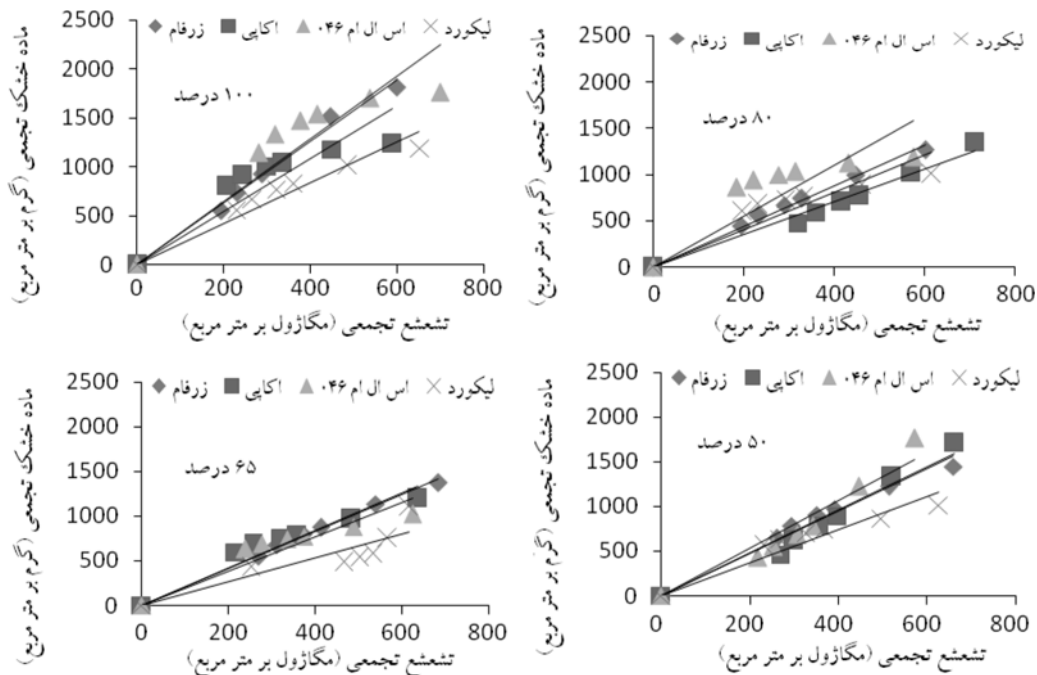 ماده خشک تجمعی (گرم بر متر مربع)
زرفام اکاپی اس ال ام ۰۴۶ لیکورد
۱۰۰ درصد
2500
2000
1500
1000
500
0
0 200 400 600 800
تشعشع تجمعی (مگاژول بر متر مربع)
ماده خشک تجمعی (گرم بر متر مربع)
زرفام اکاپی اس ال ام ۰۴۶ لیکورد
۸۰ درصد
2500
2000
1500
1000
500
0
0 200 400 600 800
تشعشع تجمعی (مگاژول بر متر مربع)
ماده خشک تجمعی (گرم بر متر مربع)
زرفام اکاپی اس ال ام ۰۴۶ لیکورد
۶۵ درصد
2500
2000
1500
1000
500
0
0 200 400 600 800
تشعشع تجمعی (مگاژول بر متر مربع)
ماده خشک تجمعی (گرم بر متر مربع)
زرفام اکاپی اس ال ام ۰۴۶ لیکورد
۵۰ درصد
2500
2000
1500
1000
500
0
0 200 400 600 800
تشعشع تجمعی (مگاژول بر متر مربع)